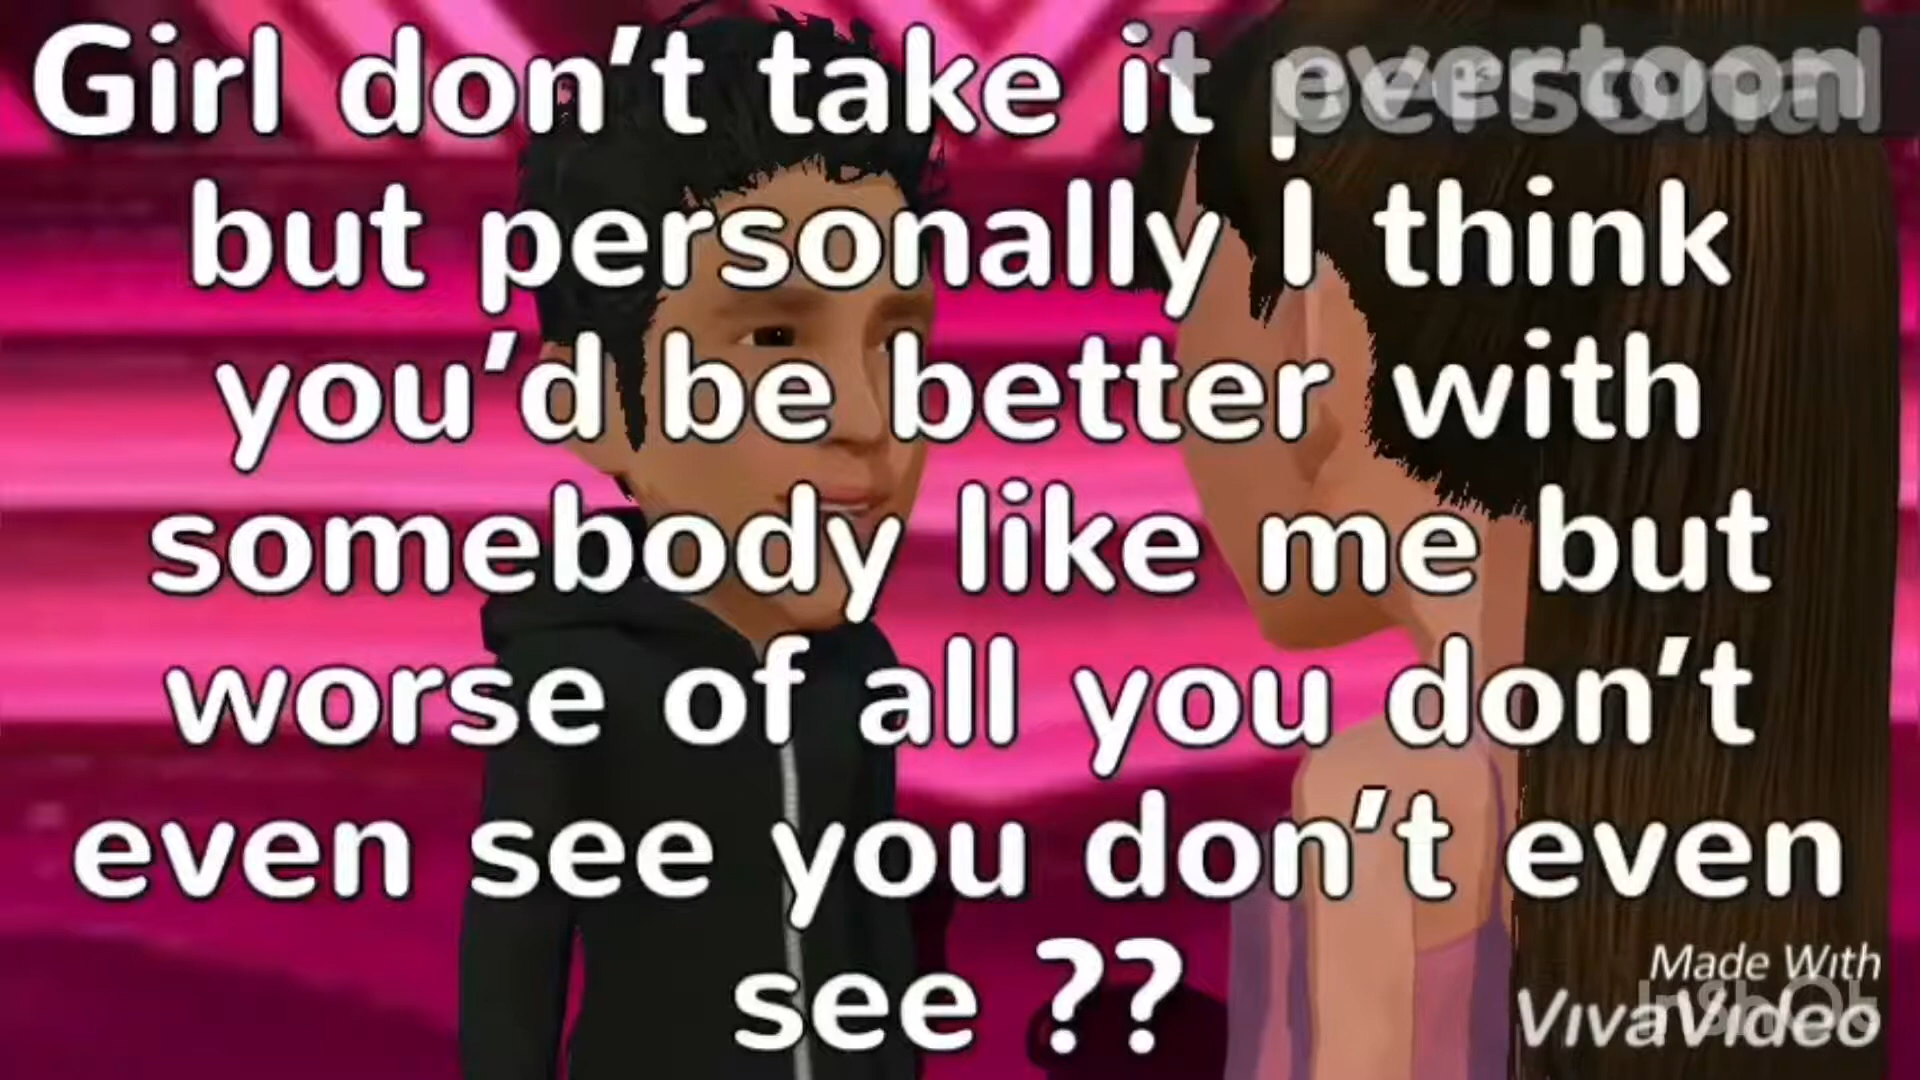 Girl don't take it personal
but personally I think
you'd be better with
somebody like me but
worse of all you don't
even see you don't even
see ??
Made With
VivaVideo